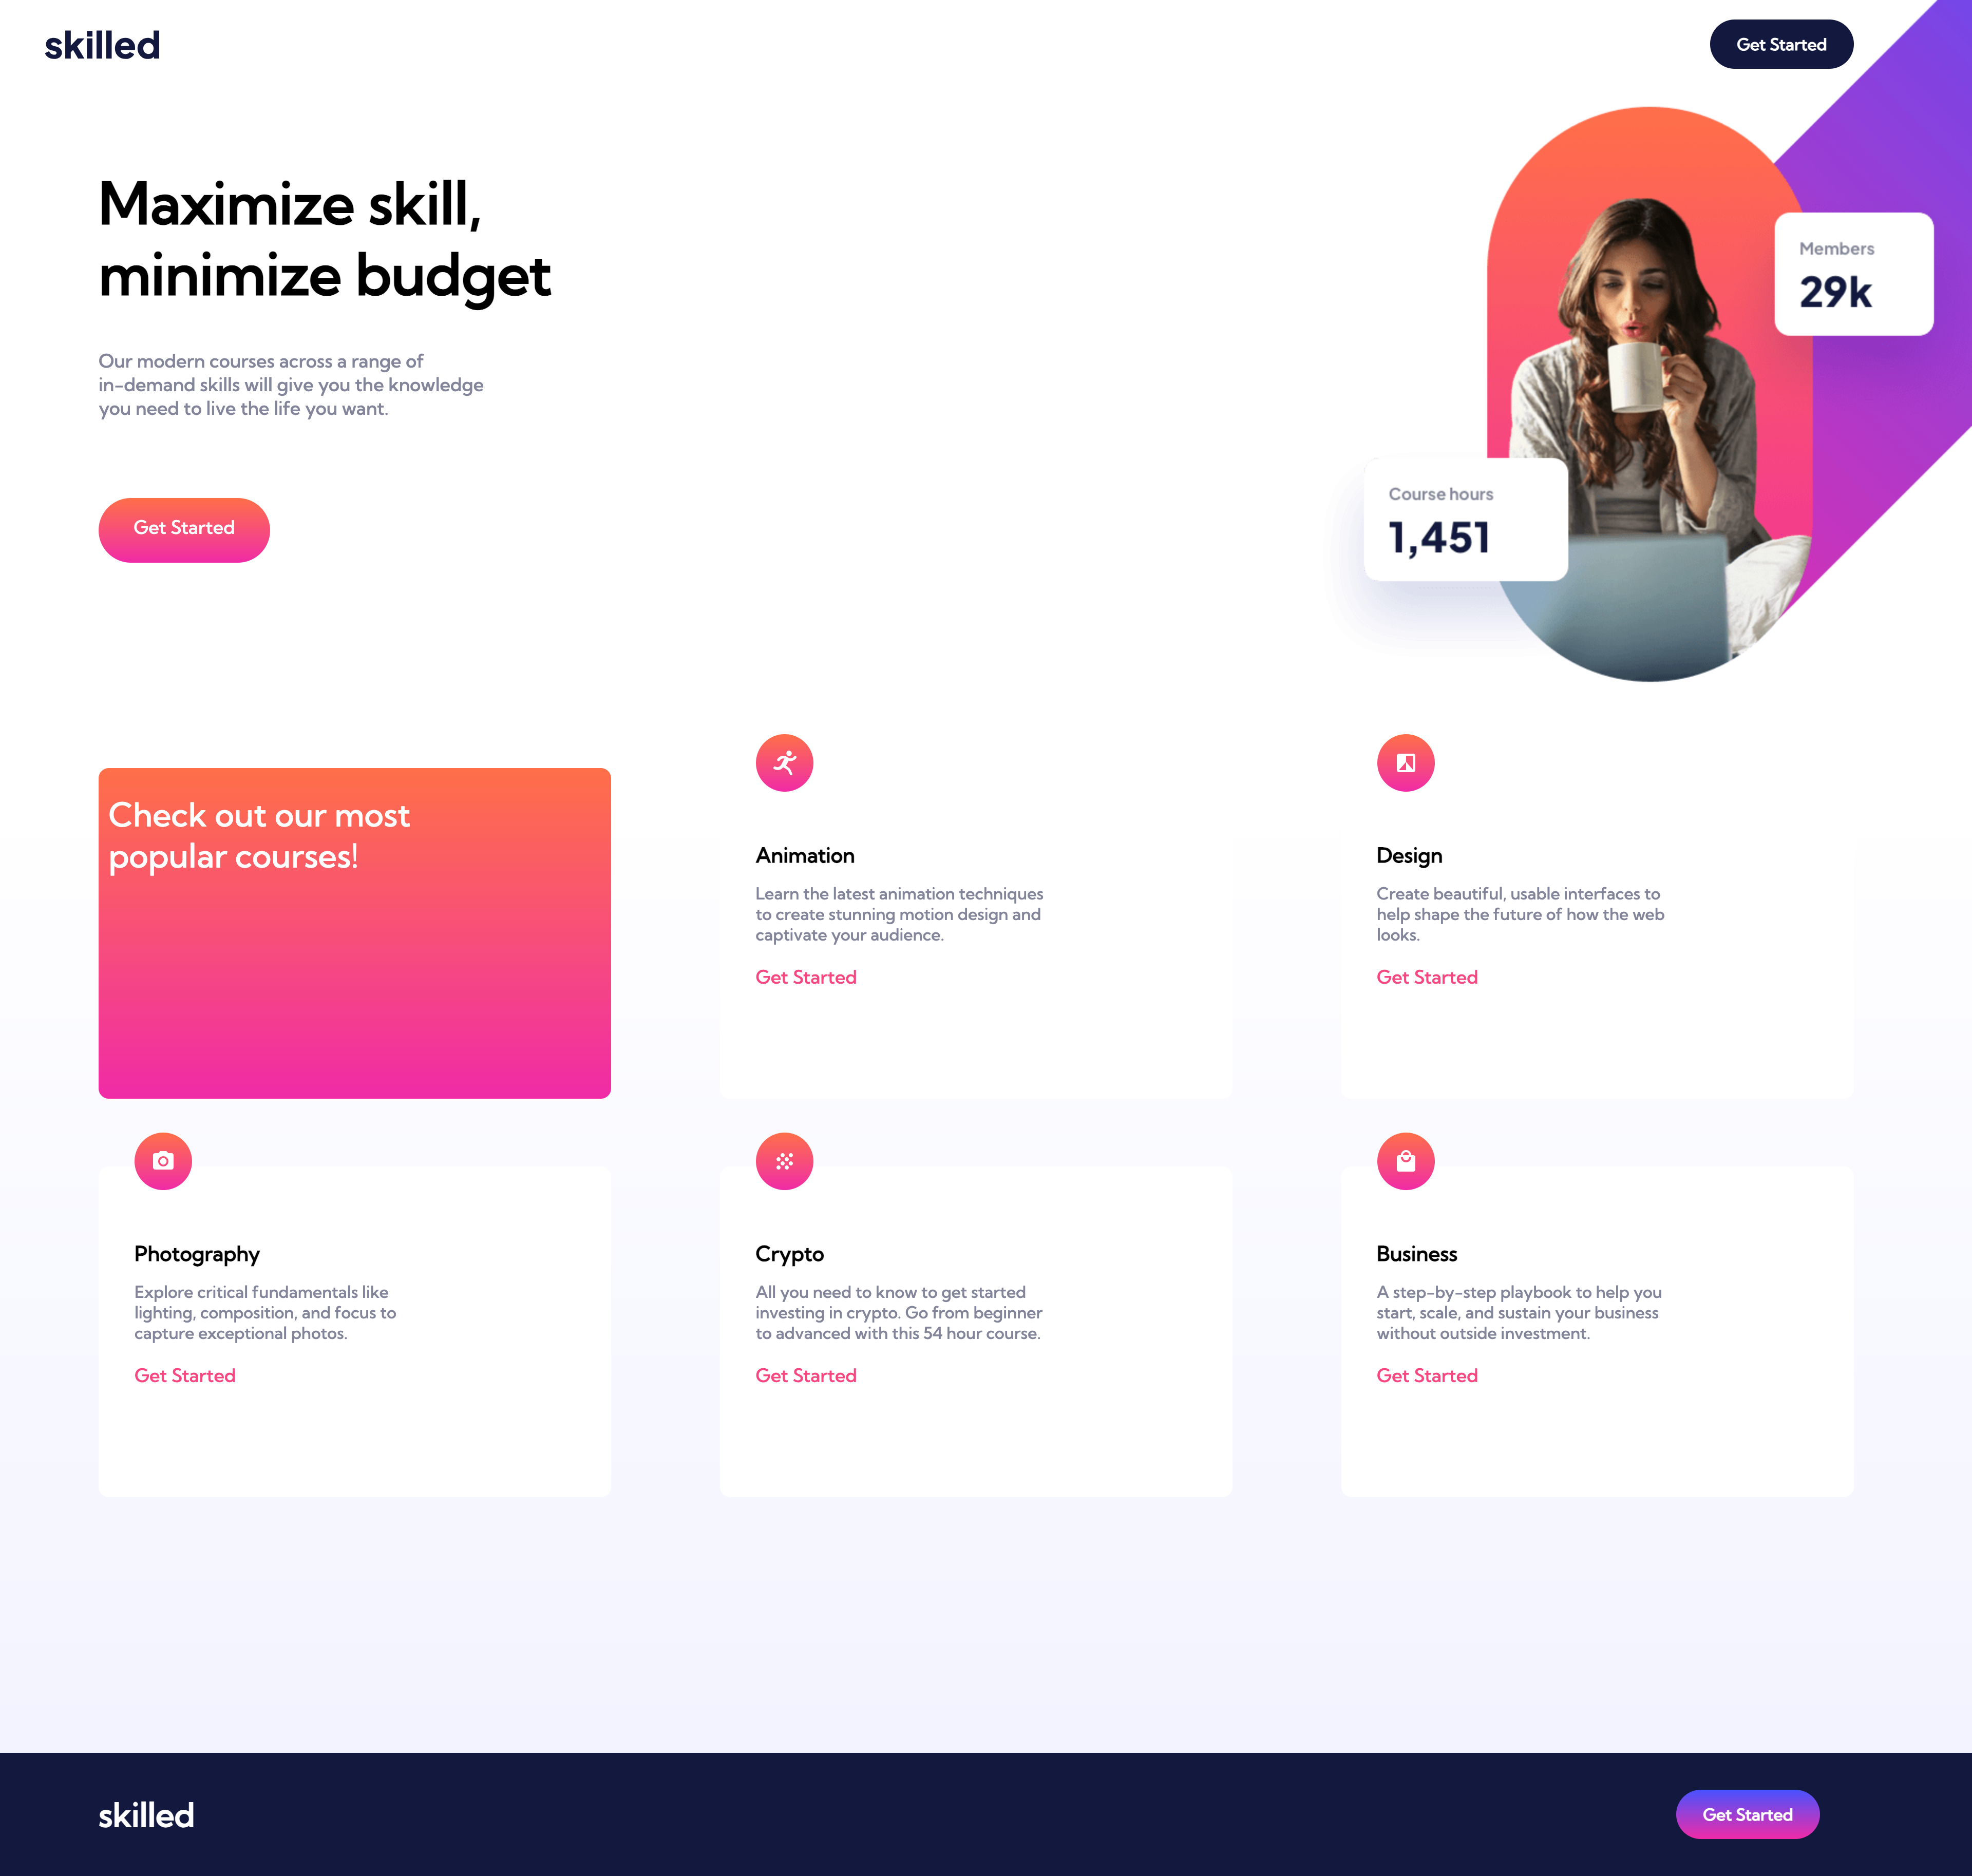 skilled
Get Started
Maximize skill,
minimize budget
Our modern courses across a range of
in-demand skills will give you the knowledge
you need to live the life you want.
Get Started
Members
29k
Course hours
1,451
Check out our most
popular courses!
Animation
Learn the latest animation techniques
to create stunning motion design and
captivate your audience.
Get Started
Design
Create beautiful, usable interfaces to
help shape the future of how the web
looks.
Get Started
Photography
Explore critical fundamentals like
lighting, composition, and focus to
capture exceptional photos.
Get Started
Crypto
All you need to know to get started
investing in crypto. Go from beginner
to advanced with this 54 hour course.
Get Started
Business
A step-by-step playbook to help you
start, scale, and sustain your business
without outside investment.
Get Started
skilled
Get Started